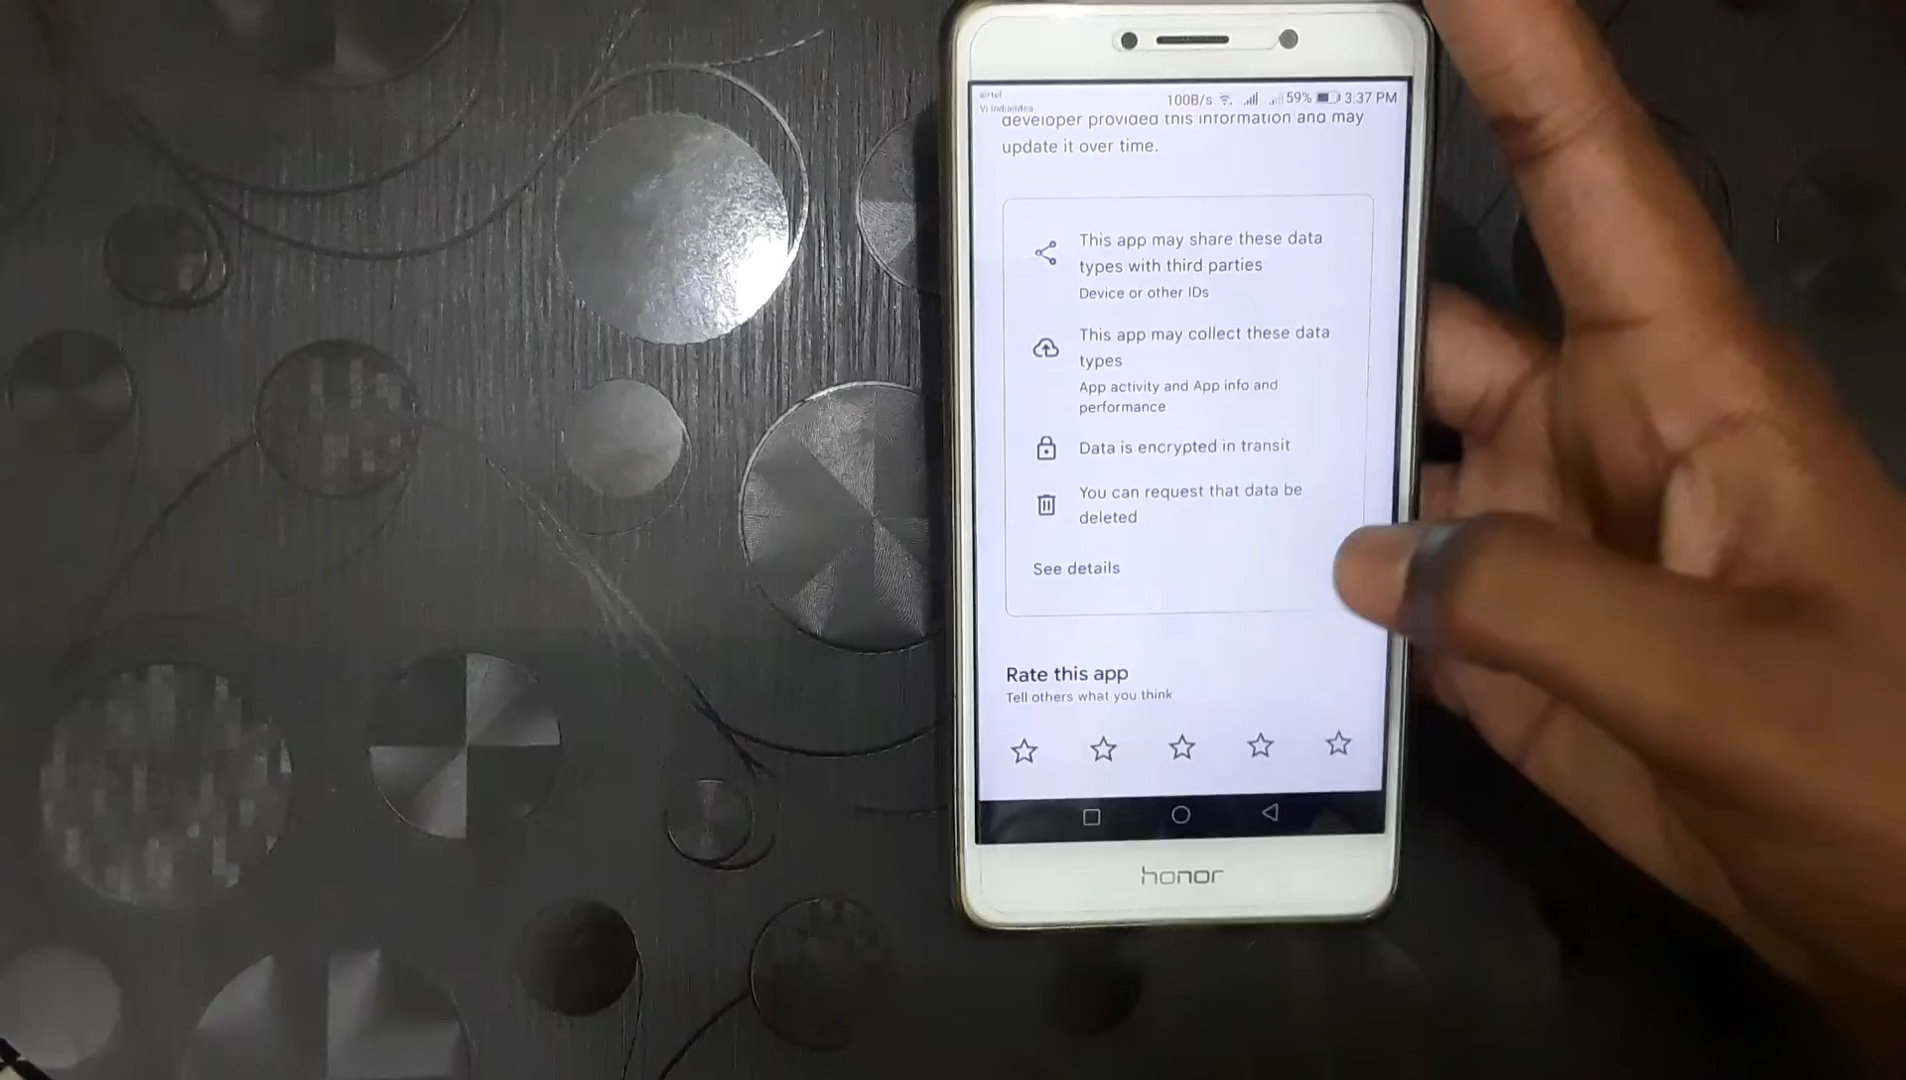 airtel
100B/s 59% 3:37 PM
developer provided this information and may
update it over time.
This app may share these data
types with third parties
Device or other IDs
This app may collect these data
types
App activity and App info and
performance
Data is encrypted in transit
You can request that data be
deleted
See details
Rate this app
Tell others what you think
honor